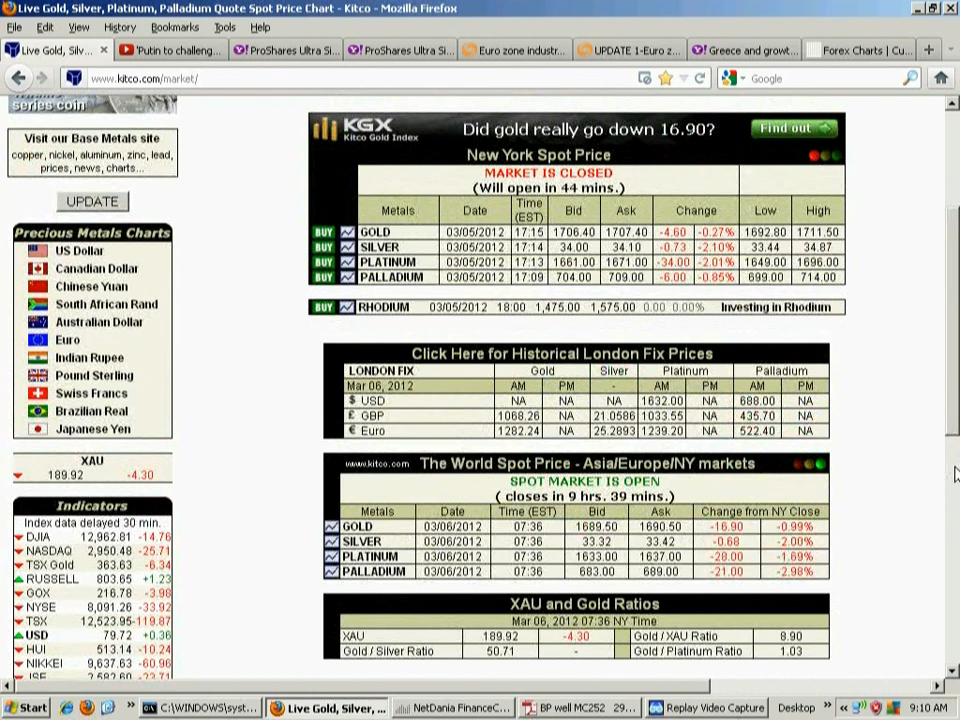 Live Gold, Silver, Platinum, Palladium Quote Spot Price Chart - Kitco - Mozilla Firefox
File Edit View History Bookmarks Tools Help
Live Gold, Silv... 'Putin to challeng... ProShares Ultra Si... ProShares Ultra Si... Euro zone industr... UPDATE 1-Euro z... Greece and growt... Forex Charts | Cu...
www.kitco.com/market/ Google
series coin
Visit our Base Metals site
copper, nickel, aluminum, zinc, lead,
prices, news, charts...
UPDATE
Precious Metals Charts
US Dollar
Canadian Dollar
Chinese Yuan
South African Rand
Australian Dollar
Euro
Indian Rupee
Pound Sterling
Swiss Francs
Brazilian Real
Japanese Yen
XAU
189.92 -4.30
Indicators
Index data delayed 30 min.
DJIA 12,962.81 -14.76
NASDAQ 2,950.48 -25.71
TSX Gold 363.63 -6.34
RUSSELL 803.65 +1.23
GOX 216.78 -3.98
NYSE 8,091.26 -33.92
TSX 12,523.95 -119.87
USD 79.72 +0.36
HUI 513.14 -10.24
NIKKEI 9,637.63 -60.96
KGX Did gold really go down 16.90? Find out
Kitco Gold Index
New York Spot Price
MARKET IS CLOSED
(Will open in 44 mins.)
Metals Date Time (EST) Bid Ask Change Low High
BUY GOLD 03/05/2012 17:15 1706.40 1707.40 -4.60 -0.27% 1692.80 1711.50
BUY SILVER 03/05/2012 17:14 34.00 34.10 -0.73 -2.10% 33.44 34.87
BUY PLATINUM 03/05/2012 17:13 1661.00 1671.00 -34.00 -2.01% 1649.00 1696.00
BUY PALLADIUM 03/05/2012 17:09 704.00 709.00 -6.00 -0.85% 699.00 714.00
BUY RHODIUM 03/05/2012 18:00 1,475.00 1,575.00 0.00 0.00% Investing in Rhodium
Click Here for Historical London Fix Prices
LONDON FIX Gold Silver Platinum Palladium
Mar 06, 2012 AM PM - AM PM AM PM
$ USD NA NA NA 1632.00 NA 688.00 NA
£ GBP 1068.26 NA 21.0586 1033.55 NA 435.70 NA
€ Euro 1282.24 NA 25.2893 1239.20 NA 522.40 NA
www.kitco.com The World Spot Price - Asia/Europe/NY markets
SPOT MARKET IS OPEN
( closes in 9 hrs. 39 mins.)
Metals Date Time (EST) Bid Ask Change from NY Close
GOLD 03/06/2012 07:36 1689.50 1690.50 -16.90 -0.99%
SILVER 03/06/2012 07:36 33.32 33.42 -0.68 -2.00%
PLATINUM 03/06/2012 07:36 1633.00 1637.00 -28.00 -1.69%
PALLADIUM 03/06/2012 07:36 683.00 689.00 -21.00 -2.98%
XAU and Gold Ratios
Mar 06, 2012 07:36 NY Time
XAU 189.92 -4.30 Gold / XAU Ratio 8.90
Gold / Silver Ratio 50.71 - Gold / Platinum Ratio 1.03
Start C:\WINDOWS\syst... Live Gold, Silver, ... NetDania FinanceC... BP well MC252 29... Replay Video Capture Desktop 9:10 AM